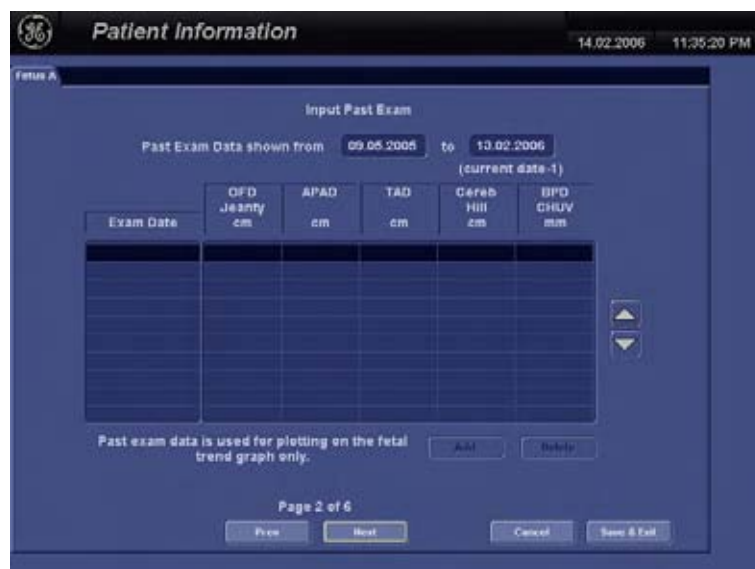 Patient Information
14.02.2006 11:35:20 PM
Fetus A
Input Past Exam
Past Exam Data shown from 09.05.2005 to 13.02.2006
(current date-1)
Exam Date
OFD Jeanty cm
APAD cm
TAD cm
Cereb Hill cm
BPD CHUV mm
Past exam data is used for plotting on the fetal
trend graph only.
Add Delete
Page 2 of 6
Prev Next Cancel Save & Exit